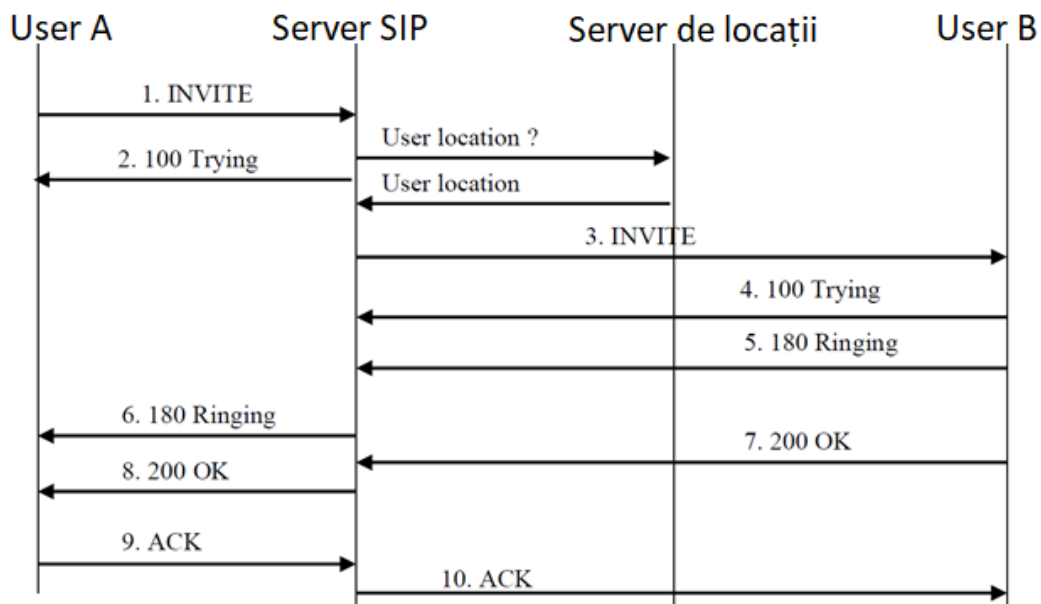 User A
Server SIP
Server de locații
User B
1. INVITE
User location ?
2. 100 Trying
User location
3. INVITE
4. 100 Trying
5. 180 Ringing
6. 180 Ringing
7. 200 OK
8. 200 OK
9. ACK
10. ACK